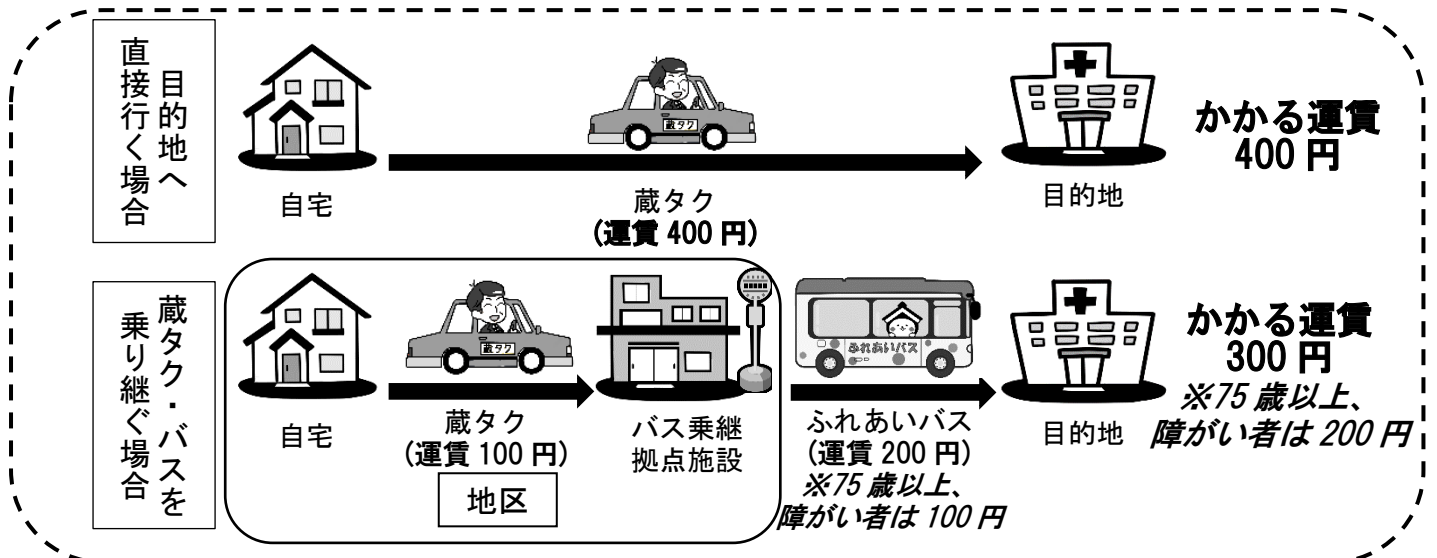 目的地へ
直接行く場合
自宅
蔵タク
蔵タク
(運賃 400 円)
目的地
かかる運賃
400 円
蔵タク・バスを
乗り継ぐ場合
自宅
蔵タク
蔵タク
(運賃 100 円)
地区
バス乗継
拠点施設
ふれあいバス
ふれあいバス
(運賃 200 円)
※75 歳以上、
障がい者は 100 円
目的地
かかる運賃
300 円
※75 歳以上、
障がい者は 200 円